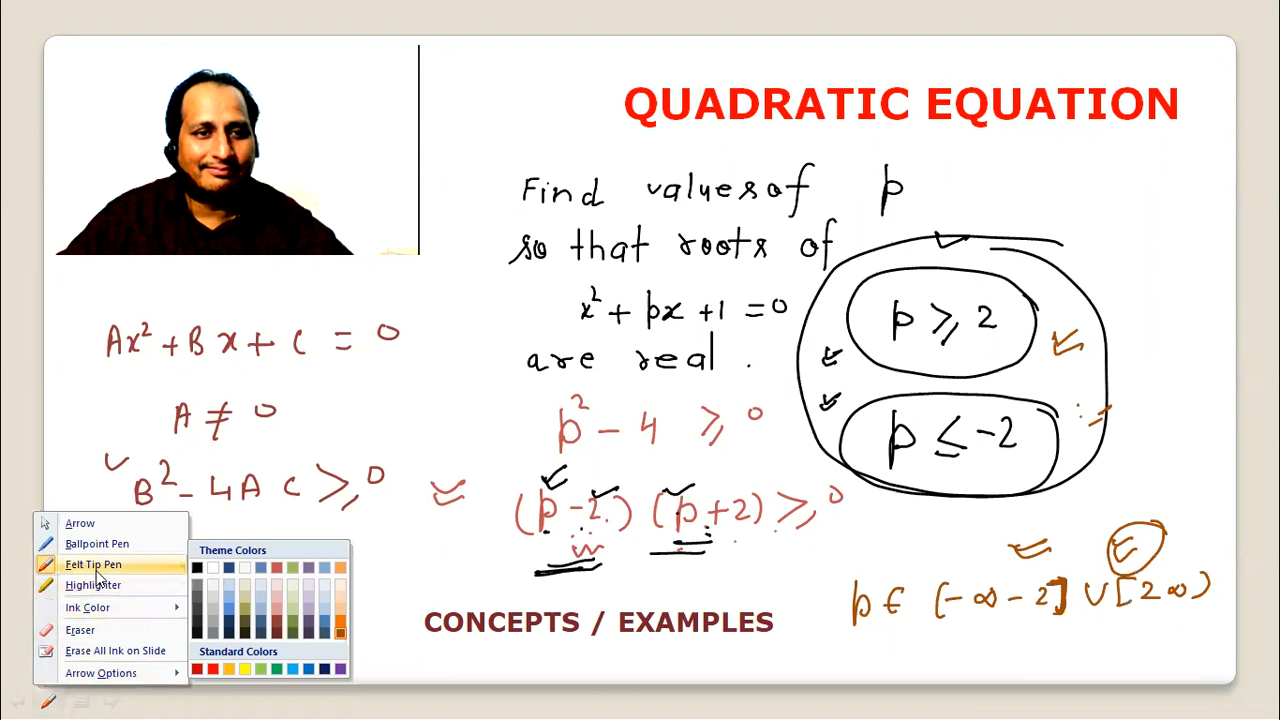 QUADRATIC EQUATION
Find values of p
so that roots of
x² + px + 1 = 0
are real .
p ≥ 2
p ≤ -2
Ax² + Bx + C = 0
A ≠ 0
B² - 4AC ≥ 0
p² - 4 ≥ 0
(p - 2) (p + 2) ≥ 0
p ∈ (-∞ -2] ∪ [2 ∞)
CONCEPTS / EXAMPLES
Arrow
Ballpoint Pen
Felt Tip Pen
Highlighter
Ink Color
Eraser
Erase All Ink on Slide
Arrow Options
Theme Colors
Standard Colors